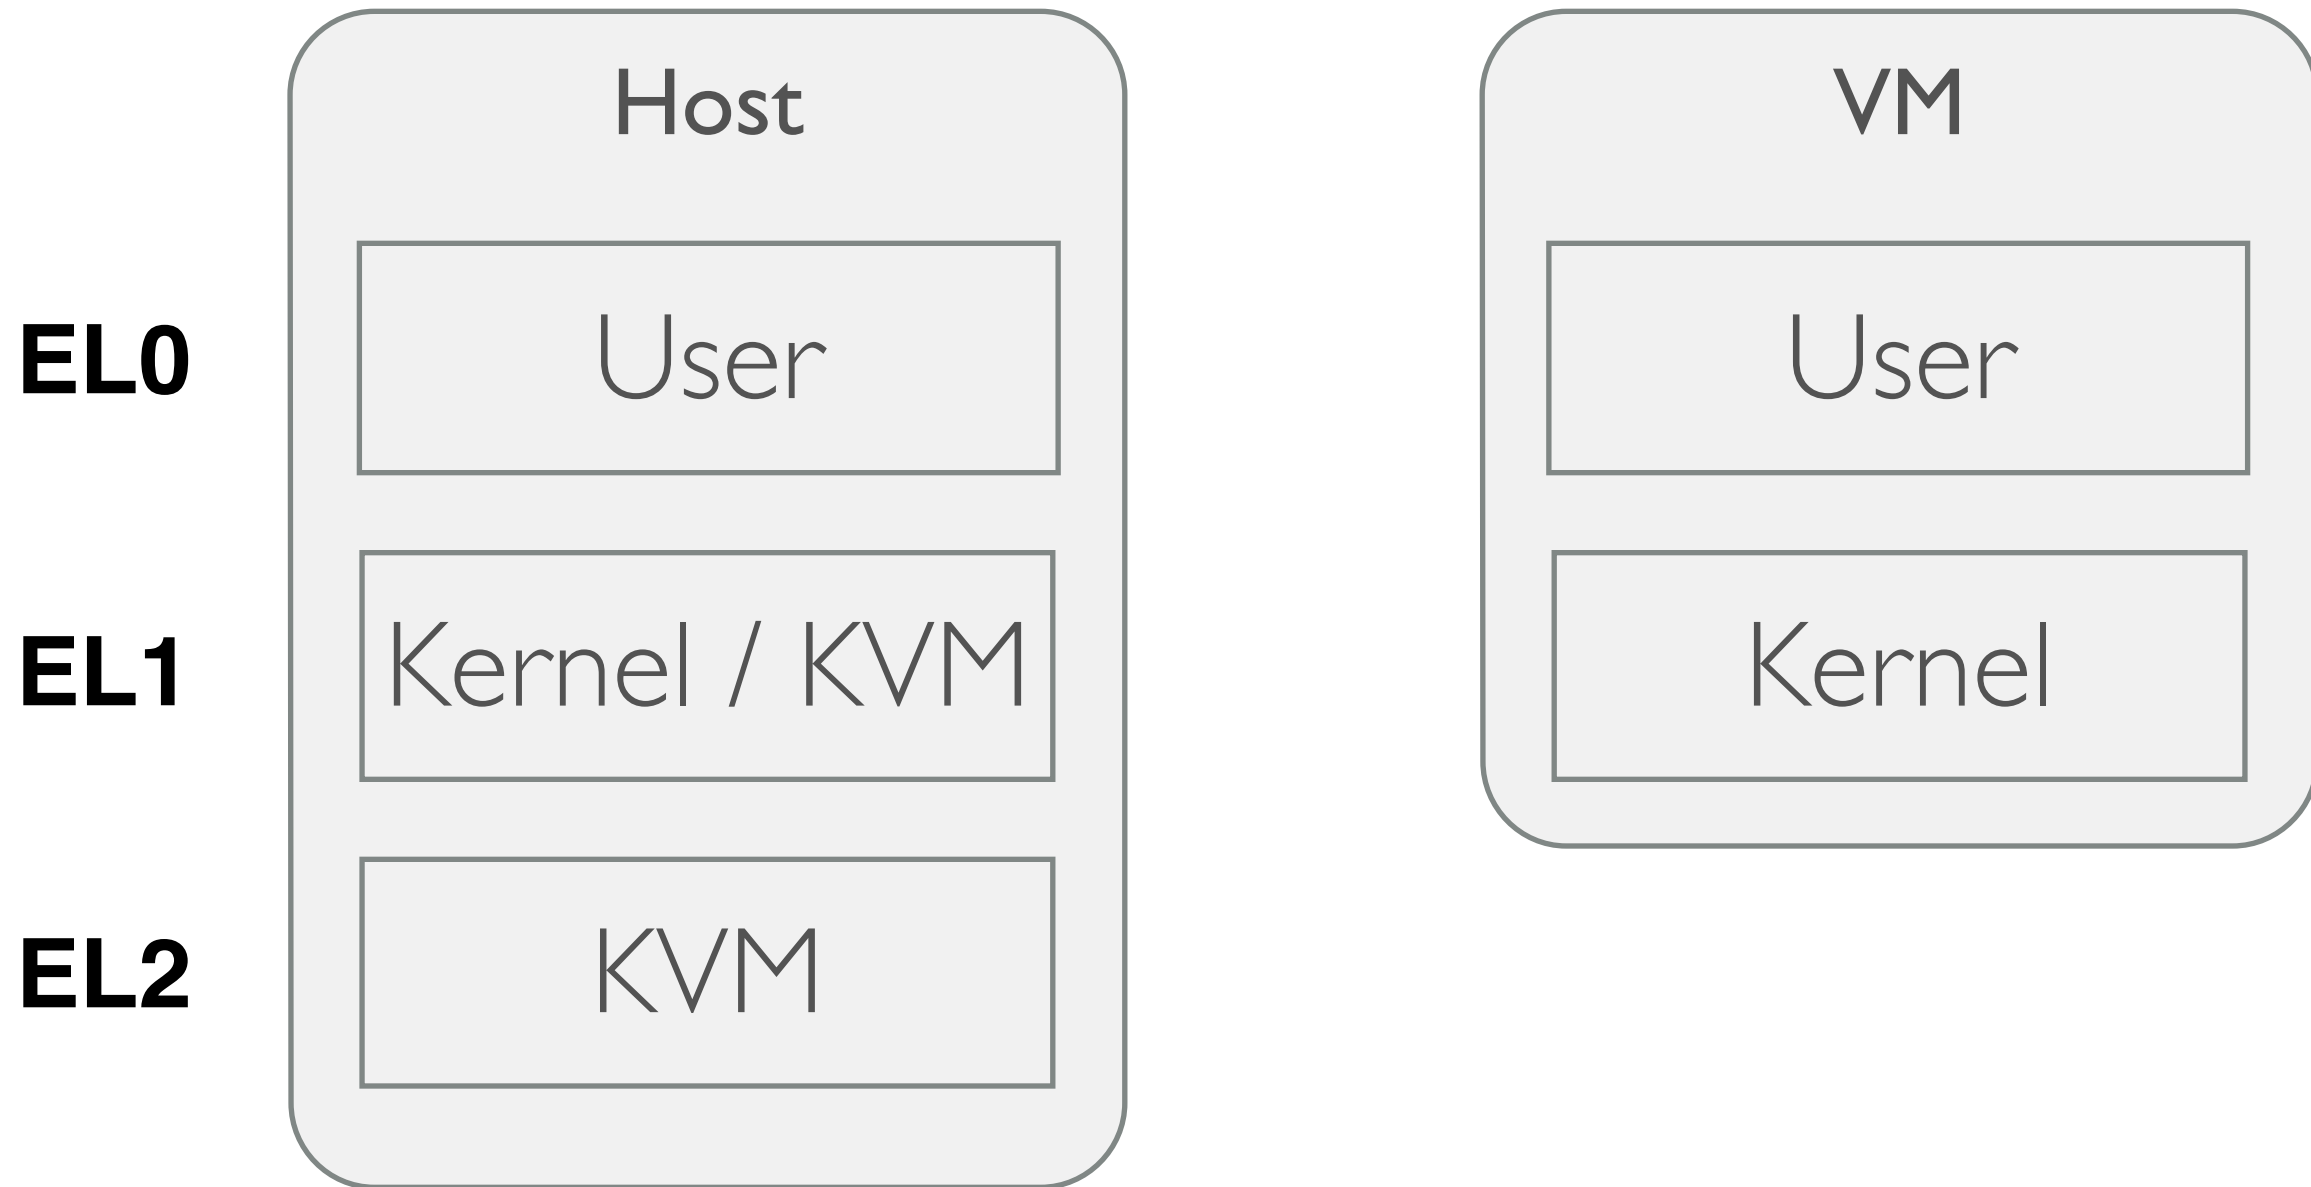 Host
VM
EL0
User
User
EL1
Kernel / KVM
Kernel
EL2
KVM